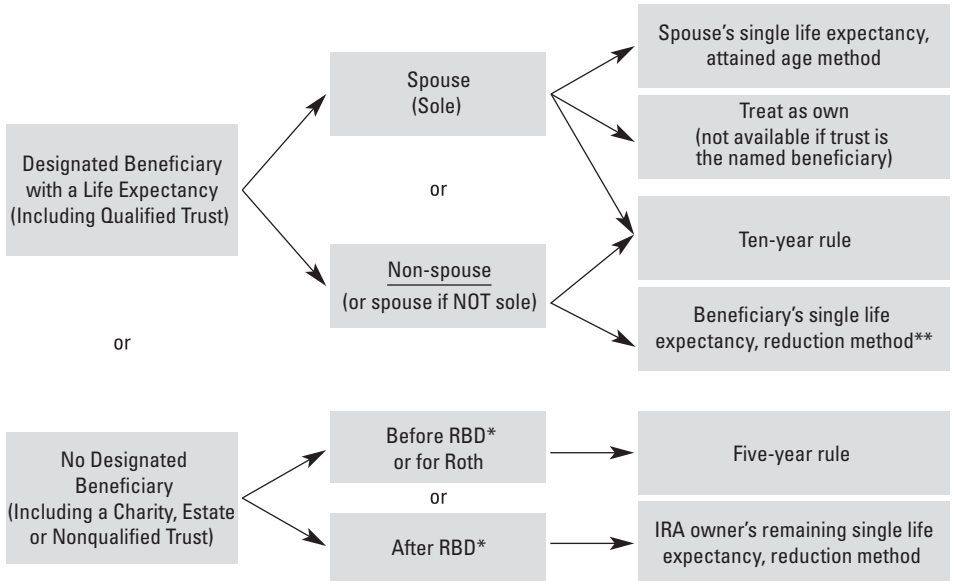 Designated Beneficiary
with a Life Expectancy
(Including Qualified Trust)
or
No Designated
Beneficiary
(Including a Charity, Estate
or Nonqualified Trust)
Spouse
(Sole)
or
Non-spouse
(or spouse if NOT sole)
Before RBD*
or for Roth
or
After RBD*
Spouse's single life expectancy,
attained age method
Treat as own
(not available if trust is
the named beneficiary)
Ten-year rule
Beneficiary's single life
expectancy, reduction method**
Five-year rule
IRA owner's remaining single life
expectancy, reduction method